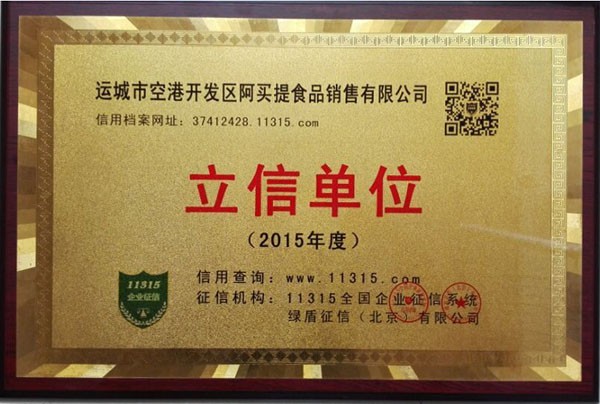 运城市空港开发区阿买提食品销售有限公司
信用档案网址：37412428.11315.com
立信单位
（2015年度）
信用查询：www.11315.com
征信机构：11315全国企业征信系统
绿盾征信（北京）有限公司
11315
企业征信